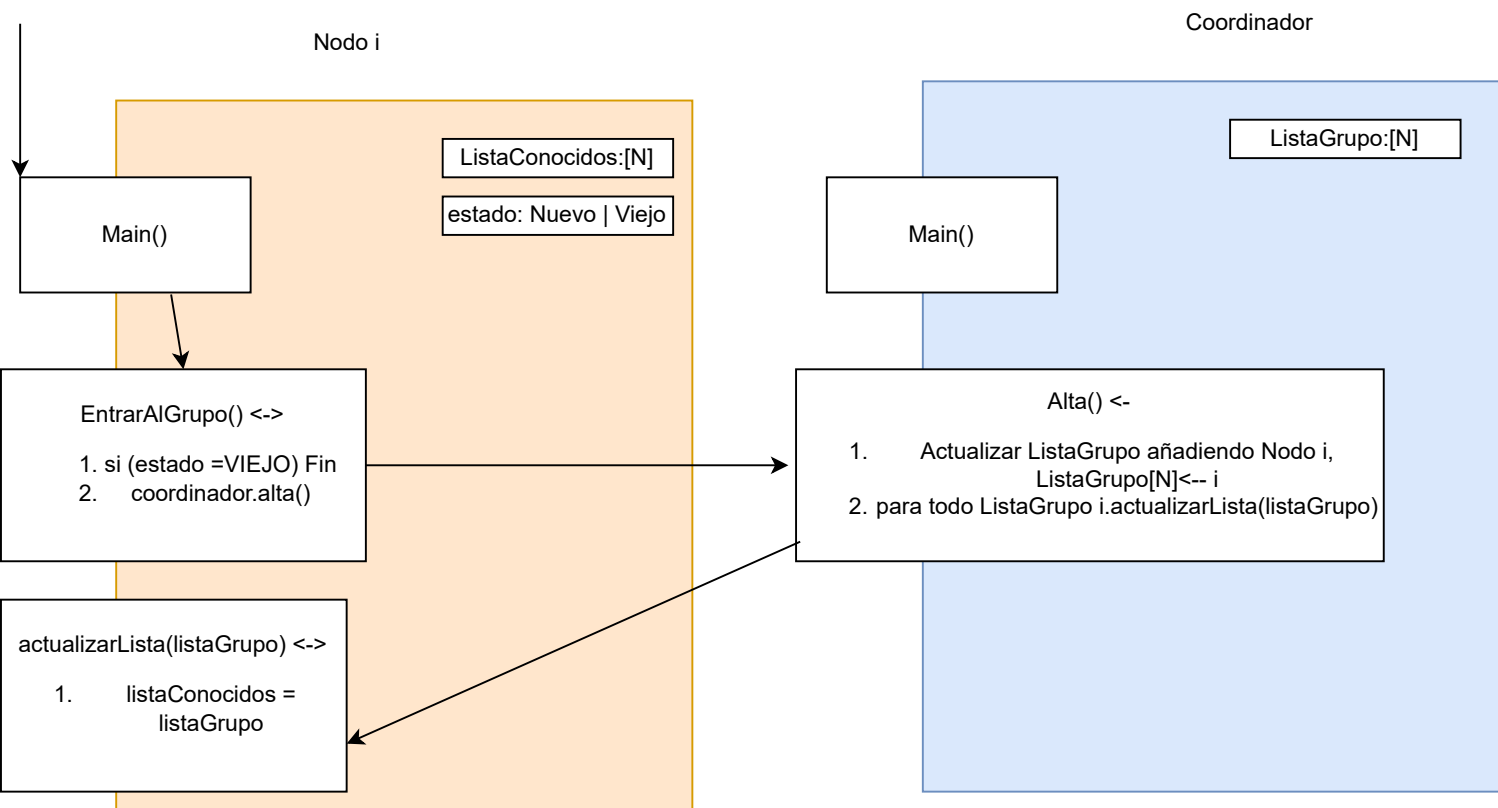 Nodo i
Coordinador
ListaConocidos:[N]
estado: Nuevo | Viejo
ListaGrupo:[N]
Main()
Main()
EntrarAlGrupo() <->
1. si (estado =VIEJO) Fin
2. coordinador.alta()
Alta() <-
1. Actualizar ListaGrupo añadiendo Nodo i,
ListaGrupo[N]<-- i
2. para todo ListaGrupo i.actualizarLista(listaGrupo)
actualizarLista(listaGrupo) <->
1. listaConocidos =
listaGrupo